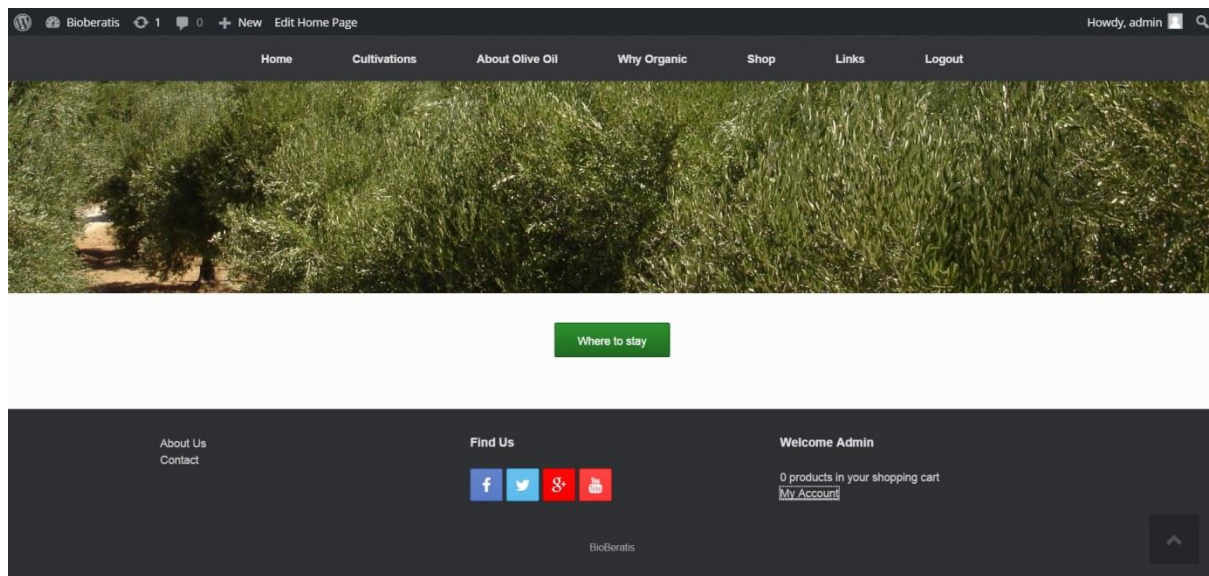 Bioberatis 1 0 + New Edit Home Page Howdy, admin
Home Cultivations About Olive Oil Why Organic Shop Links Logout
Where to stay
About Us
Contact
Find Us
f g+ You Tube
Welcome Admin
0 products in your shopping cart
My Account
BioBeratis